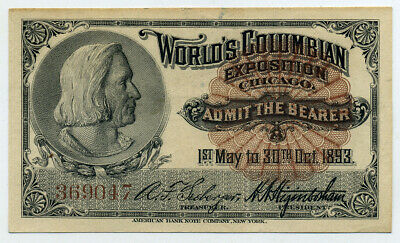 WORLD'S COLUMBIAN
EXPOSITION
CHICAGO.
ADMIT THE BEARER
1ST May to 30TH Oct. 1893.
369047
TREASURER.
PRESIDENT.
AMERICAN BANK NOTE COMPANY, NEW YORK.